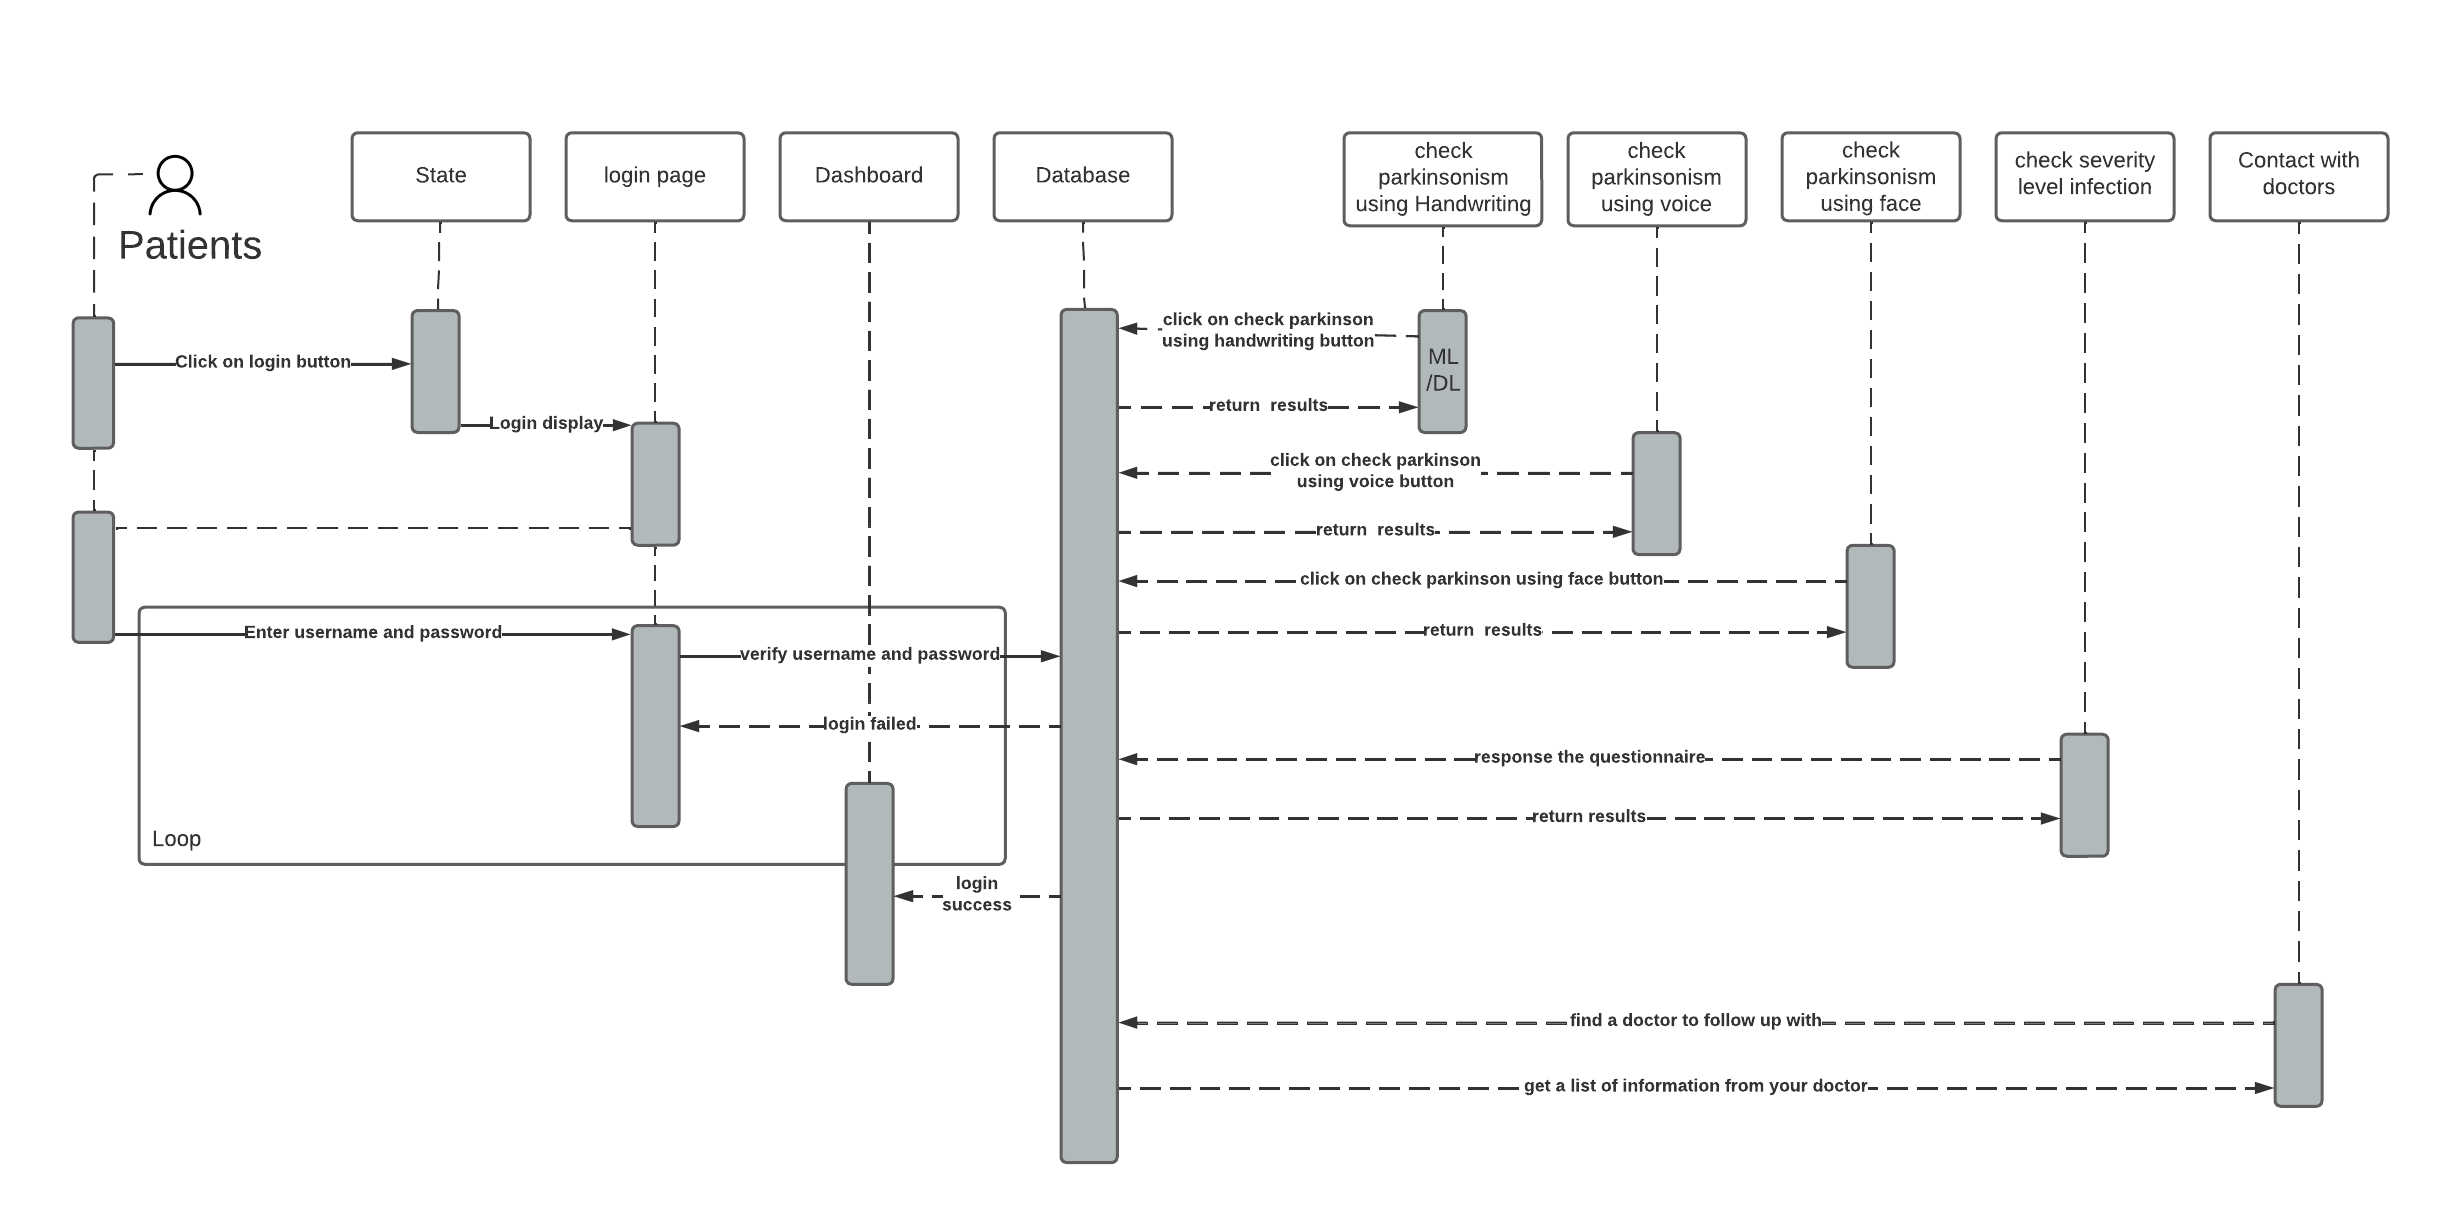 Patients
State
login page
Dashboard
Database
check
parkinsonism
using Handwriting
check
parkinsonism
using voice
check
parkinsonism
using face
check severity
level infection
Contact with
doctors
click on check parkinson
using handwriting button
ML
/DL
Click on login button
return  results
Login display
click on check parkinson
using voice button
return  results
click on check parkinson using face button
Enter username and password
return  results
verify username and password
login failed
response the questionnaire
return results
Loop
login
success
find a doctor to follow up with
get a list of information from your doctor